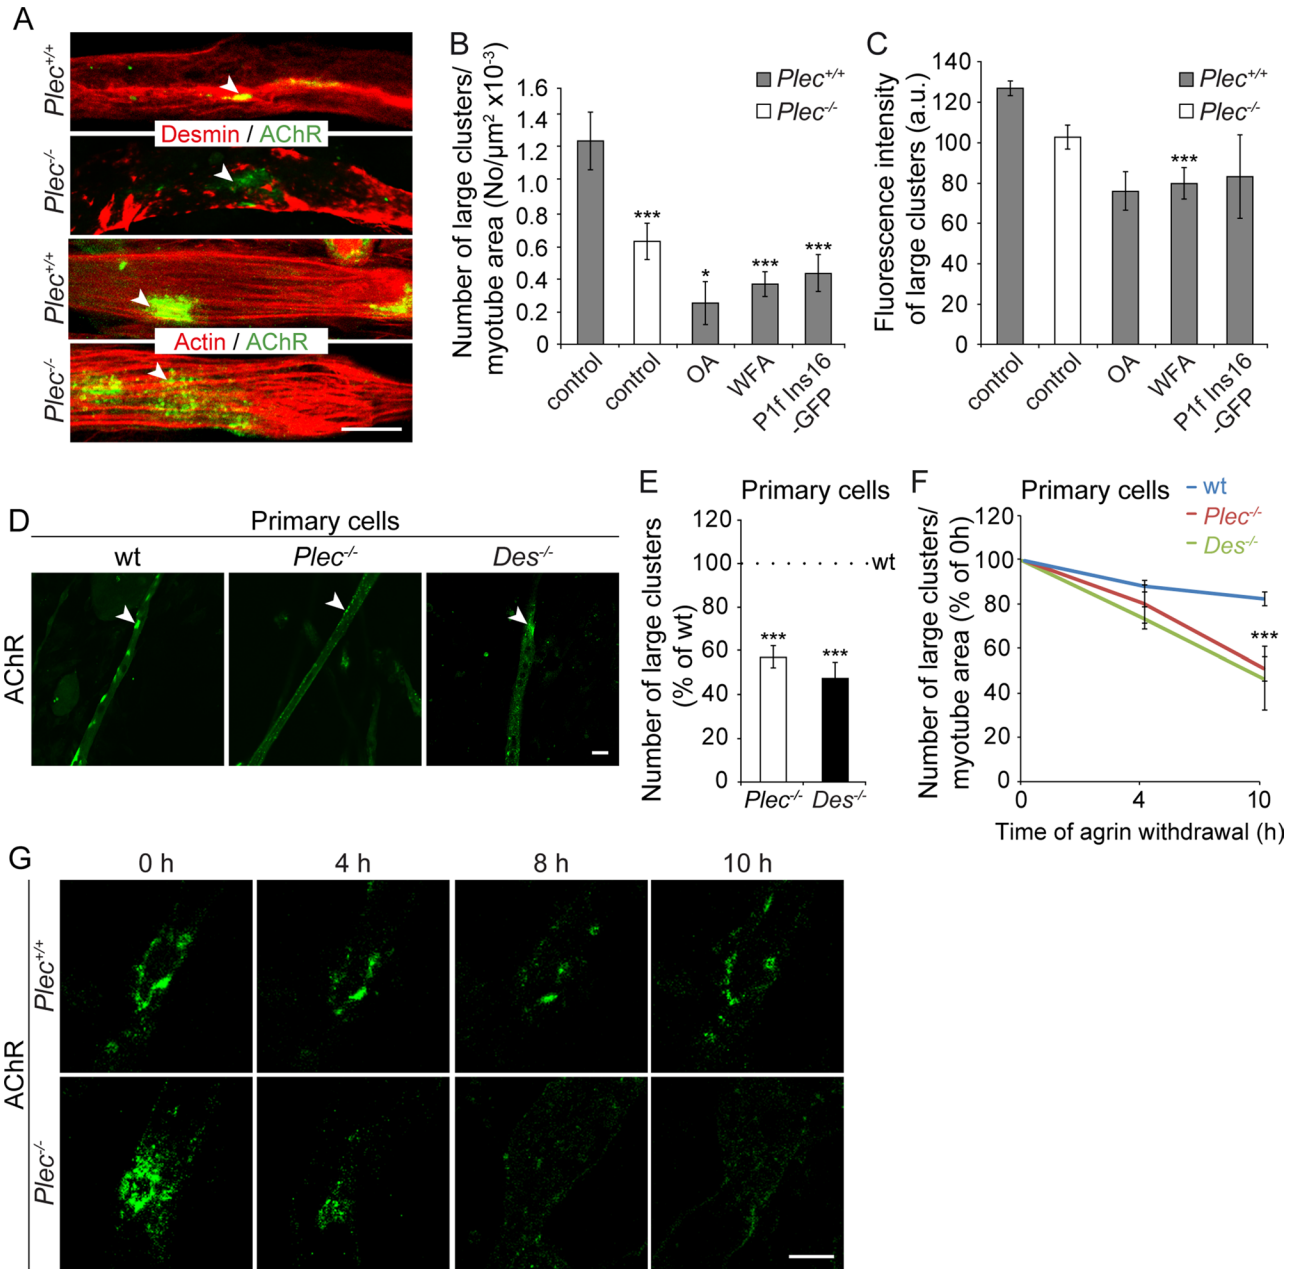 A
Plec+/+
Desmin / AChR
Plec-/-
Plec+/+
Actin / AChR
Plec-/-
B
Number of large clusters/
myotube area (No/µm² x10-3)
1.6
1.4
1.2
1.0
0.8
0.6
0.4
0.2
0
Plec+/+
Plec-/-
***
*
***
***
control
control
OA
WFA
P1f Ins16
-GFP
C
Fluorescence intensity
of large clusters (a.u.)
140
120
100
80
60
40
20
0
Plec+/+
Plec-/-
***
control
control
OA
WFA
P1f Ins16
-GFP
D
Primary cells
wt
Plec-/-
Des-/-
AChR
E
Primary cells
Number of large clusters
(% of wt)
120
100
80
60
40
20
0
wt
***
***
Plec-/-
Des-/-
F
Primary cells
wt
Plec-/-
Des-/-
Number of large clusters/
myotube area (% of 0h)
120
100
80
60
40
20
0
***
0
4
10
Time of agrin withdrawal (h)
G
0 h
4 h
8 h
10 h
AChR
Plec+/+
Plec-/-